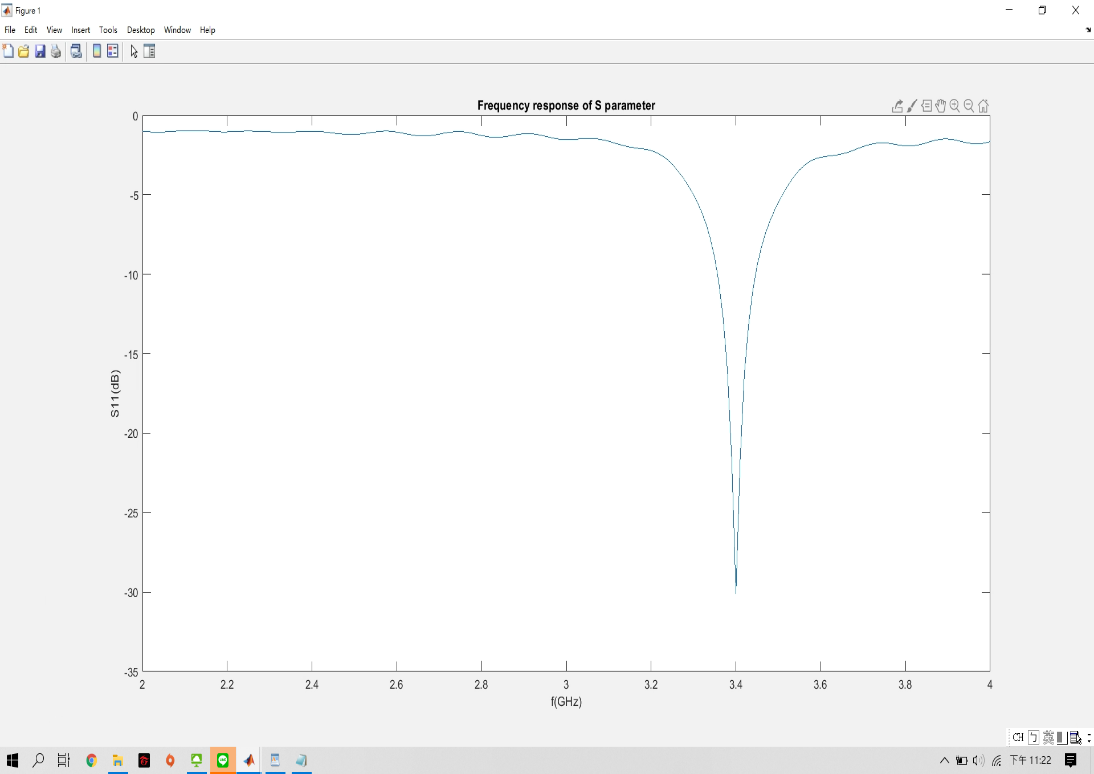 Figure 1
File Edit View Insert Tools Desktop Window Help
Frequency response of S parameter
0
-5
-10
-15
-20
-25
-30
-35
S11(dB)
2 2.2 2.4 2.6 2.8 3 3.2 3.4 3.6 3.8 4
f(GHz)
CH ㄅ 英
下午 11:22